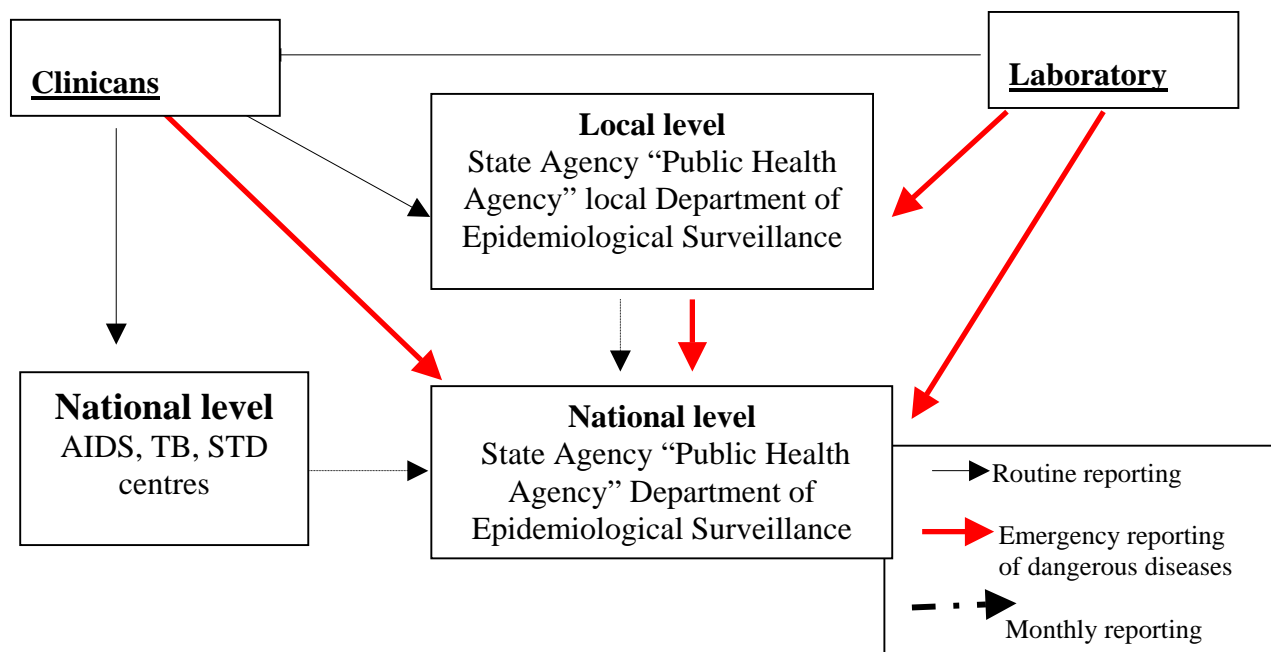 Clinicans
Laboratory
Local level
State Agency “Public Health
Agency” local Department of
Epidemiological Surveillance
National level
AIDS, TB, STD
centres
National level
State Agency “Public Health
Agency” Department of
Epidemiological Surveillance
Routine reporting
Emergency reporting
of dangerous diseases
Monthly reporting